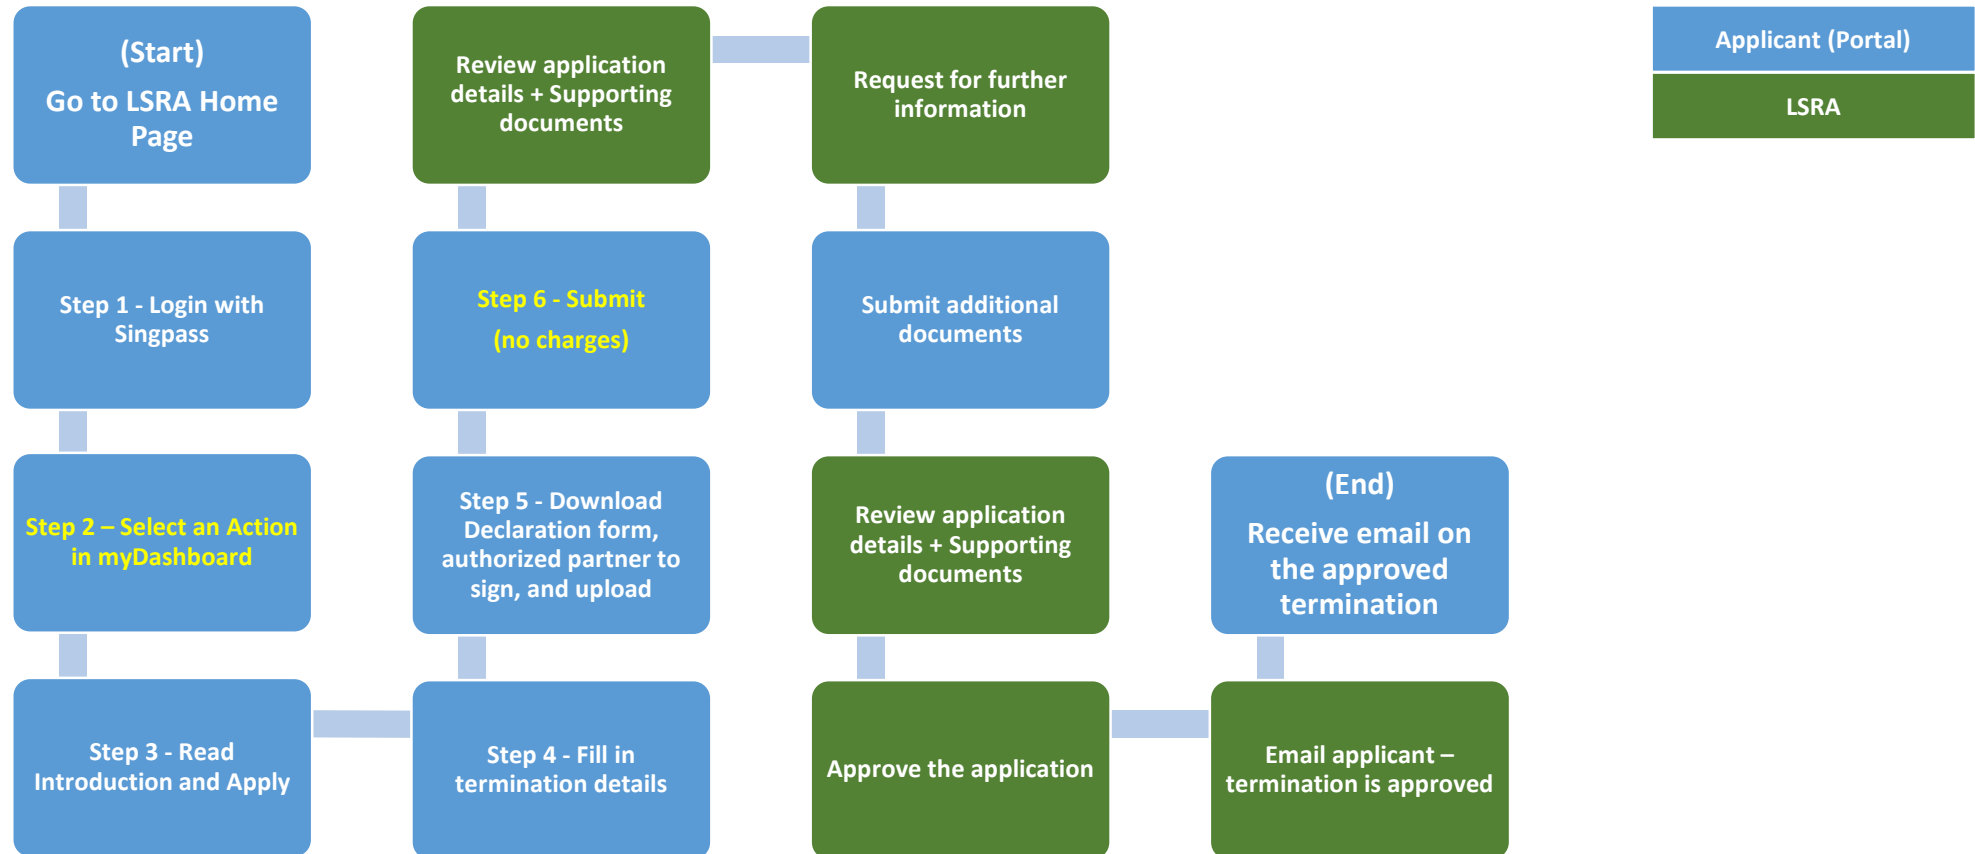 (Start)
Go to LSRA Home
Page
Step 1 - Login with
Singpass
Step 2 – Select an Action
in myDashboard
Step 3 - Read
Introduction and Apply
Step 4 - Fill in
termination details
Step 5 - Download
Declaration form,
authorized partner to
sign, and upload
Step 6 - Submit
(no charges)
Review application
details + Supporting
documents
Request for further
information
Submit additional
documents
Review application
details + Supporting
documents
Approve the application
Email applicant –
termination is approved
(End)
Receive email on
the approved
termination
Applicant (Portal)
LSRA